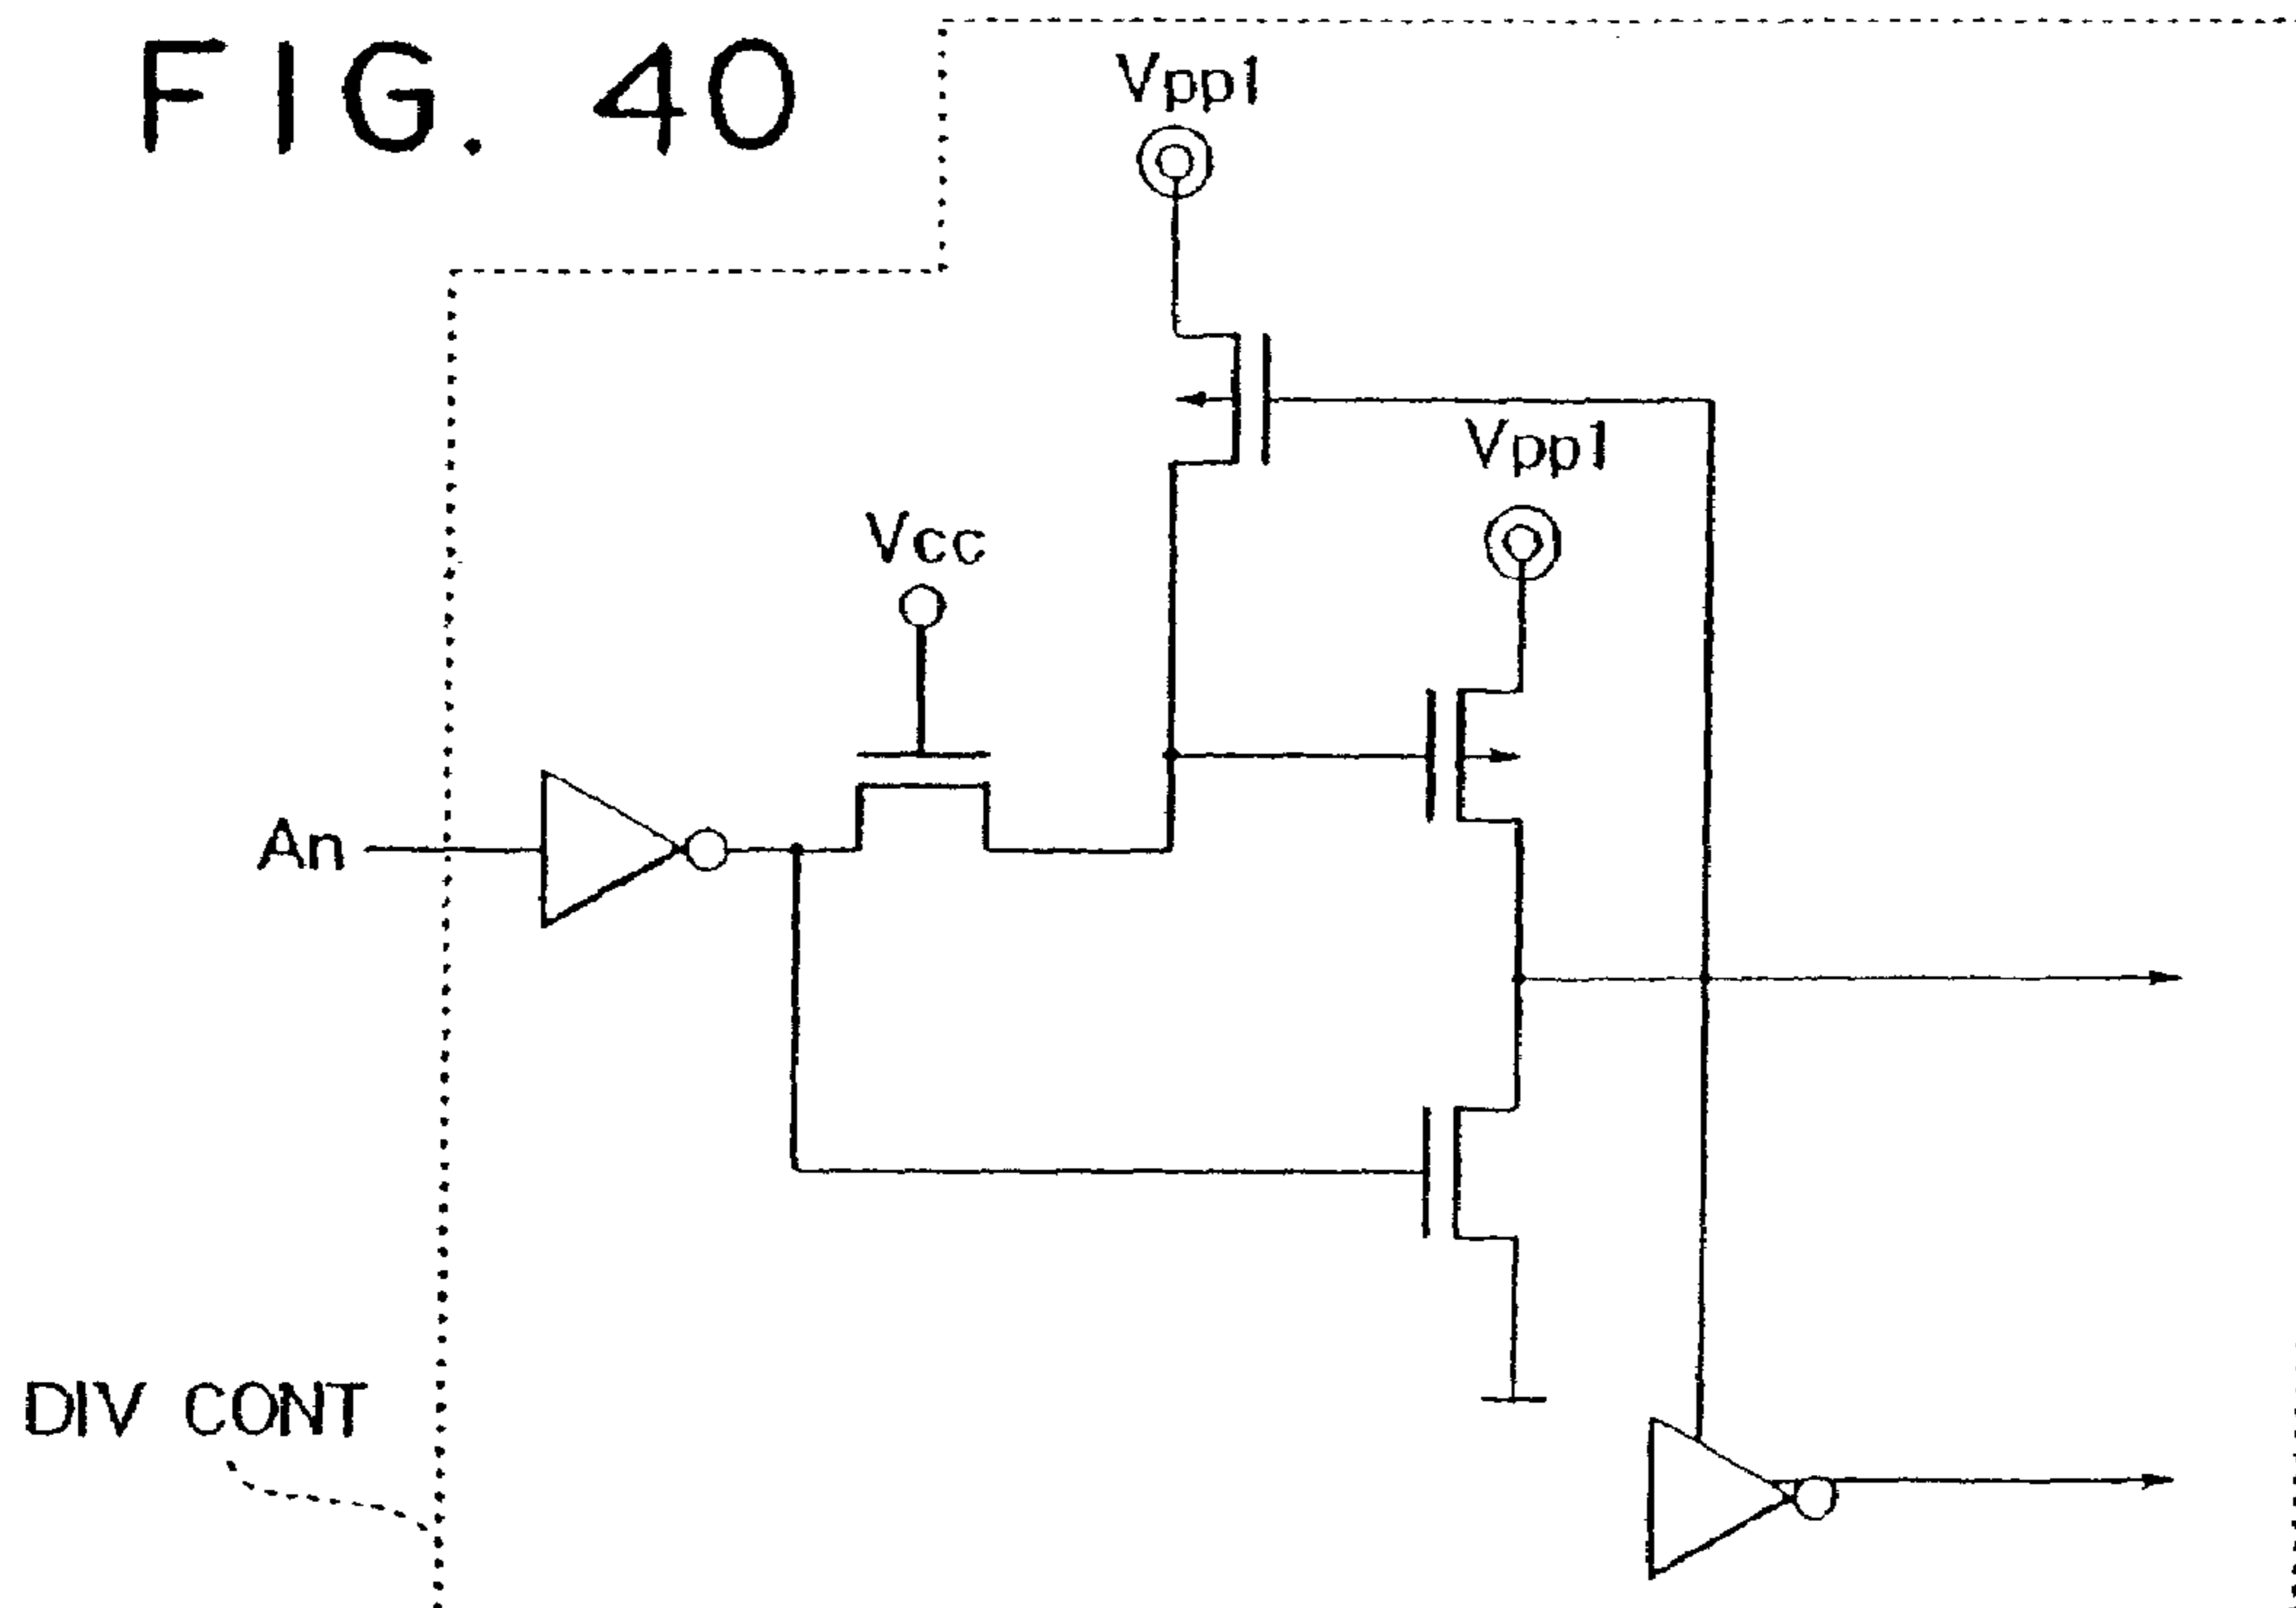 FIG. 40
Vpp1
Vpp1
Vcc
An
DIV CONT